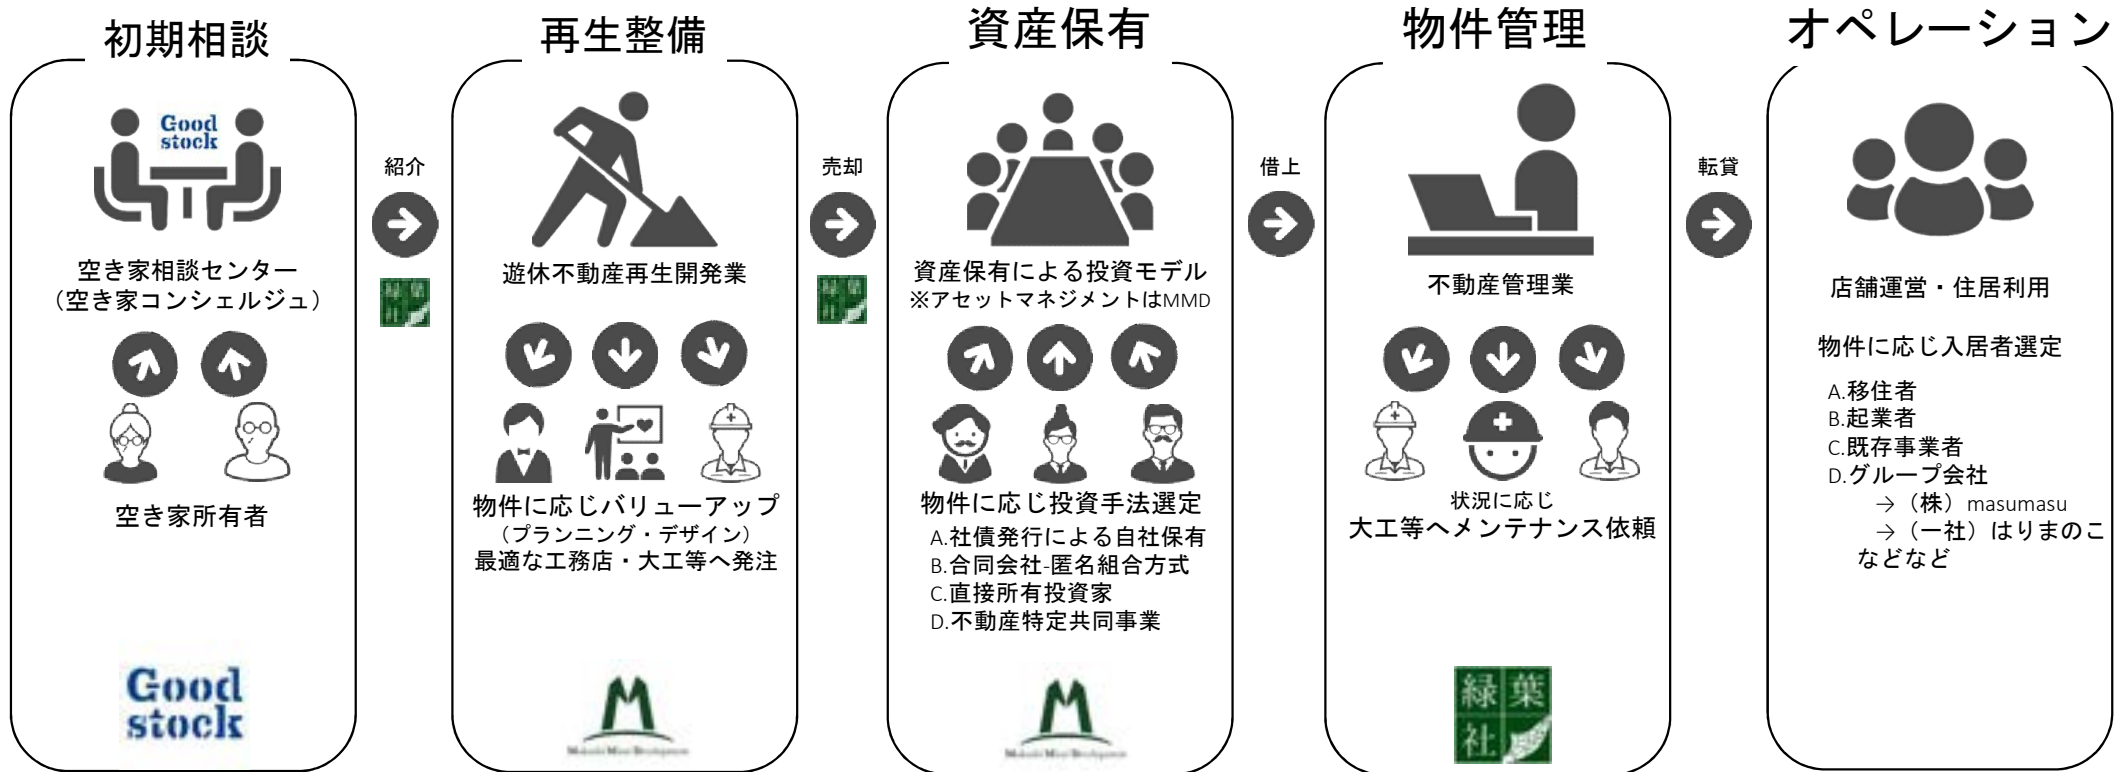 初期相談
Good
stock
空き家相談センター
（空き家コンシェルジュ）
空き家所有者
Good
stock
紹介
再生整備
遊休不動産再生開発業
物件に応じバリューアップ
（プランニング・デザイン）
最適な工務店・大工等へ発注
M
売却
資産保有
資産保有による投資モデル
※アセットマネジメントはMMD
物件に応じ投資手法選定
A.社債発行による自社保有
B.合同会社-匿名組合方式
C.直接所有投資家
D.不動産特定共同事業
M
借上
物件管理
不動産管理業
状況に応じ
大工等へメンテナンス依頼
緑葉
社
転貸
オペレーション
店舗運営・住居利用
物件に応じ入居者選定
A.移住者
B.起業者
C.既存事業者
D.グループ会社
→（株）masumasu
→（一社）はりまのこ
などなど